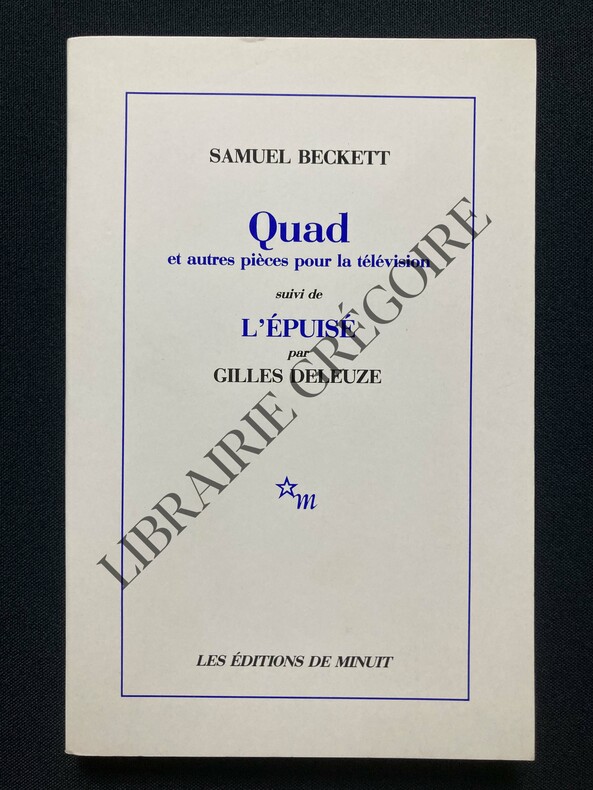 SAMUEL BECKETT
Quad
et autres pièces pour la télévision
suivi de
L'ÉPUISÉ
par
GILLES DELEUZE
m
LES ÉDITIONS DE MINUIT
LIBRAIRIE GRÉGOIRE